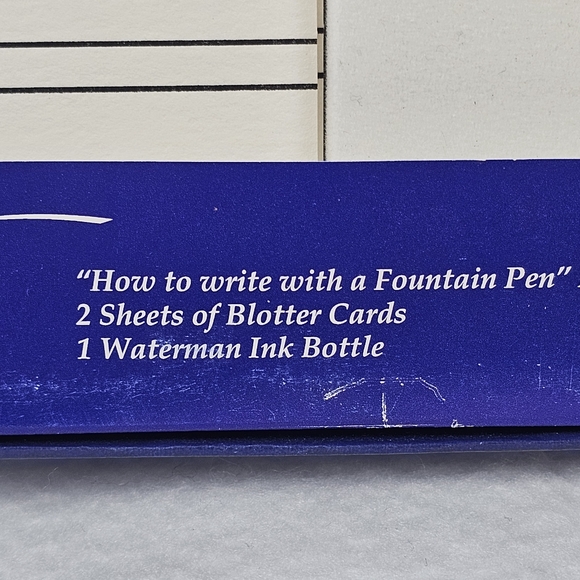 “How to write with a Fountain Pen”
2 Sheets of Blotter Cards
1 Waterman Ink Bottle